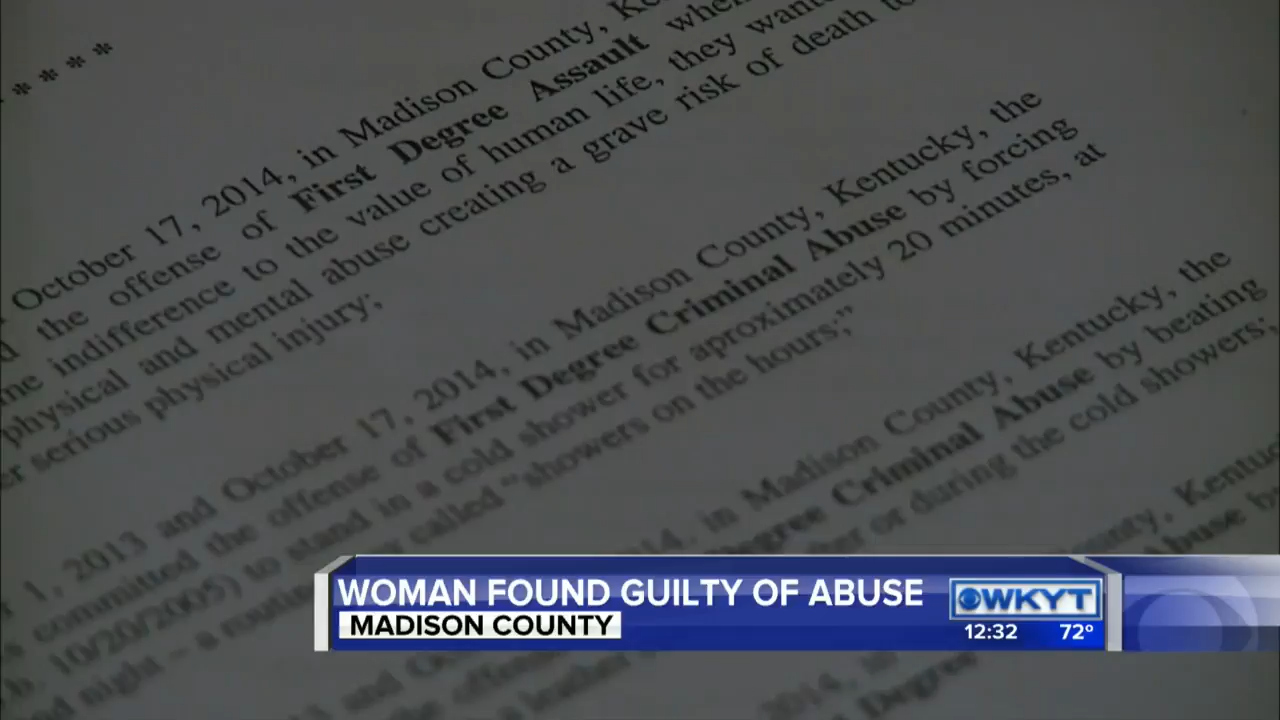 * * * *
October 17, 2014, in Madison County,
the offense of First Degree Assault
indifference to the value of human life, they
physical and mental abuse creating a grave risk of death
serious physical injury;
1, 2013 and October 17, 2014, in Madison County, Kentucky, the
committed the offense of First Degree Criminal Abuse by forcing
10/20/2005) to stand in a cold shower for aproximately 20 minutes, at
night – a routine called "showers on the hours;"
2014, in Madison County, Kentucky, the
Degree Criminal Abuse by beating
or during the cold showers;
WOMAN FOUND GUILTY OF ABUSE
MADISON COUNTY
WKYT
12:32 72°